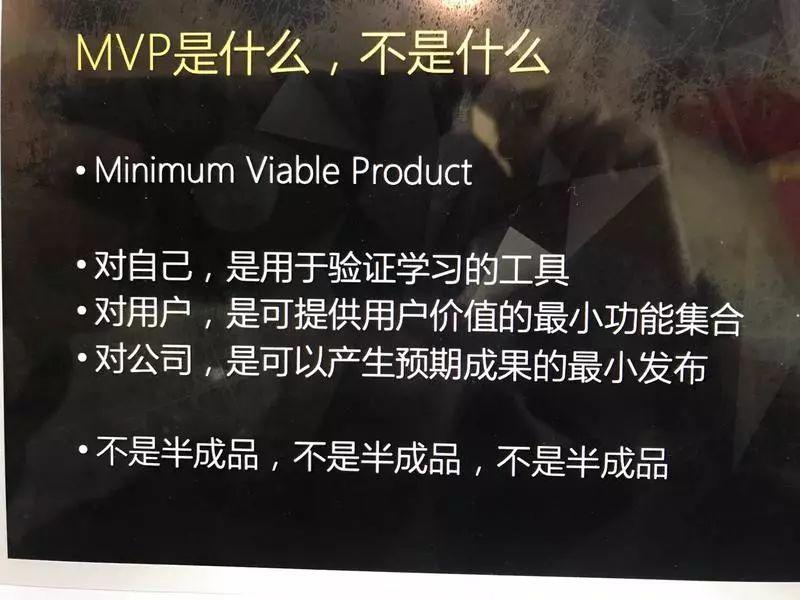 MVP是什么，不是什么
• Minimum Viable Product
• 对自己，是用于验证学习的工具
• 对用户，是可提供用户价值的最小功能集合
• 对公司，是可以产生预期成果的最小发布
• 不是半成品，不是半成品，不是半成品